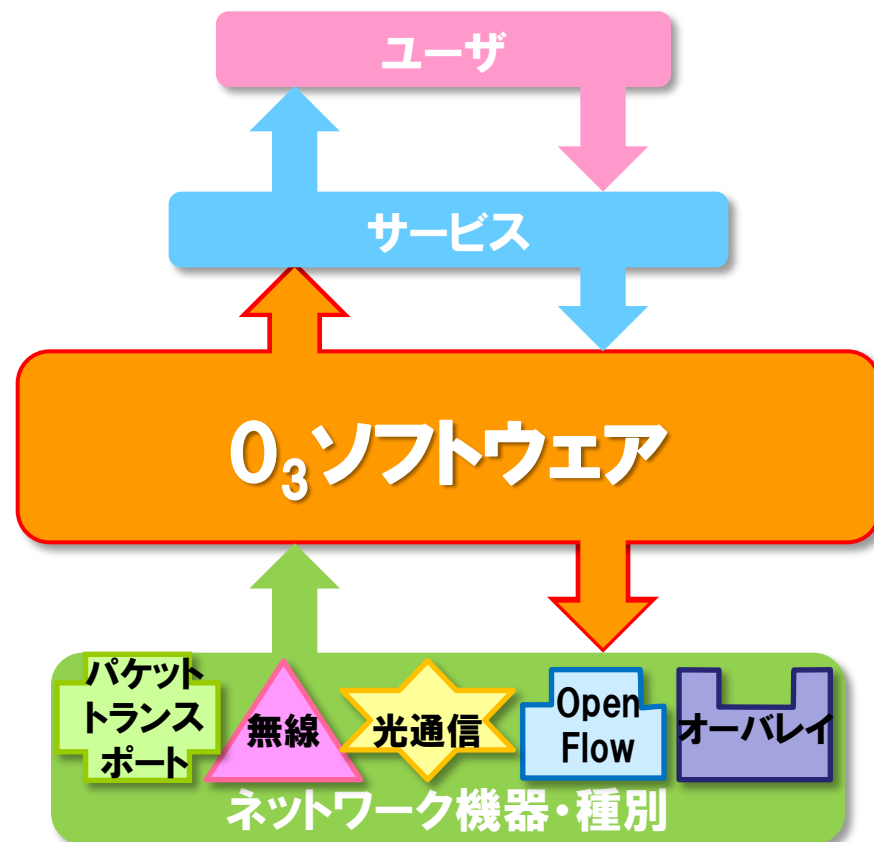 ユーザ
サービス
O₃ソフトウェア
パケット
トランス
ポート
無線
光通信
Open
Flow
オーバレイ
ネットワーク機器・種別